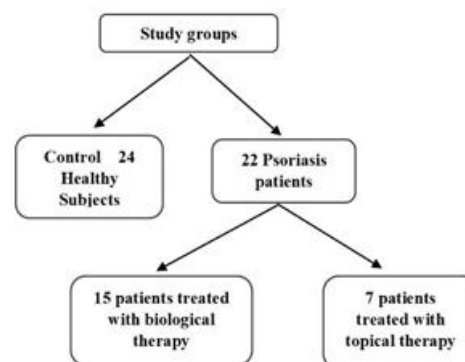 Study groups
Control 24
Healthy
Subjects
22 Psoriasis
patients
15 patients treated
with biological
therapy
7 patients
treated with
topical therapy